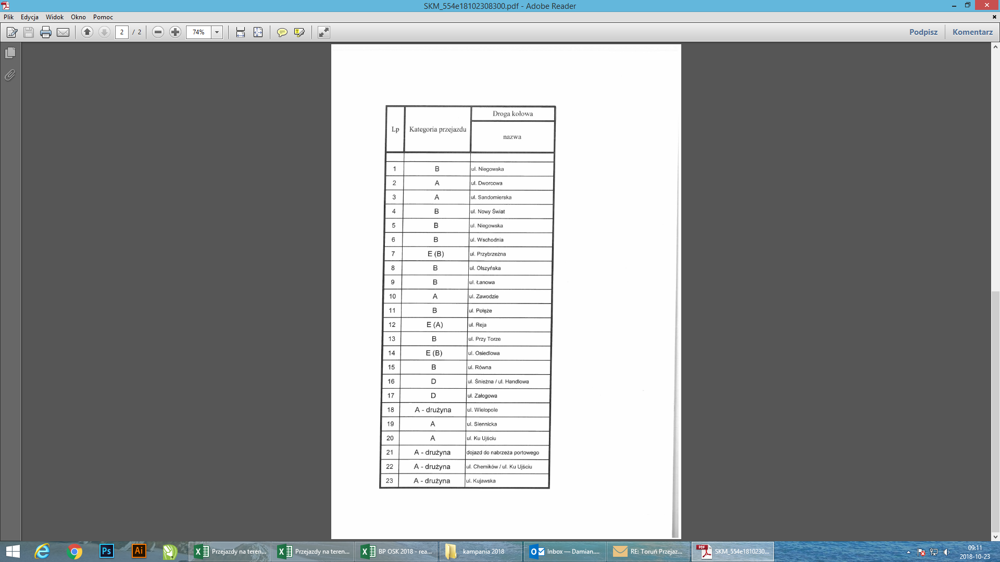 SKM_554e18102308300.pdf - Adobe Reader
Plik Edycja Widok Okno Pomoc
2 / 2 74% Podpisz Komentarz
Lp Kategoria przejazdu Droga kołowa
nazwa
1 B ul. Niegowska
2 A ul. Dworcowa
3 A ul. Sandomierska
4 B ul. Nowy Świat
5 B ul. Niegowska
6 B ul. Wschodnia
7 E (B) ul. Przybrzeżna
8 B ul. Olszyńska
9 B ul. Łanowa
10 A ul. Zawodzie
11 B ul. Połęże
12 E (A) ul. Reja
13 B ul. Przy Torze
14 E (B) ul. Osiedlowa
15 B ul. Równa
16 D ul. Śnieżna / ul. Handlowa
17 D ul. Załogowa
18 A - drużyna ul. Wielopole
19 A ul. Siennicka
20 A ul. Ku Ujściu
21 A - drużyna dojazd do nabrzeża portowego
22 A - drużyna ul. Chemików / ul. Ku Ujściu
23 A - drużyna ul. Kujawska
Ps Ai Przejazdy na teren... Przejazdy na teren... BP OSK 2018 - rea... kampania 2018 Inbox — Damian.... RE: Toruń Przejaz... SKM_554e1810230... 09:11
2018-10-23